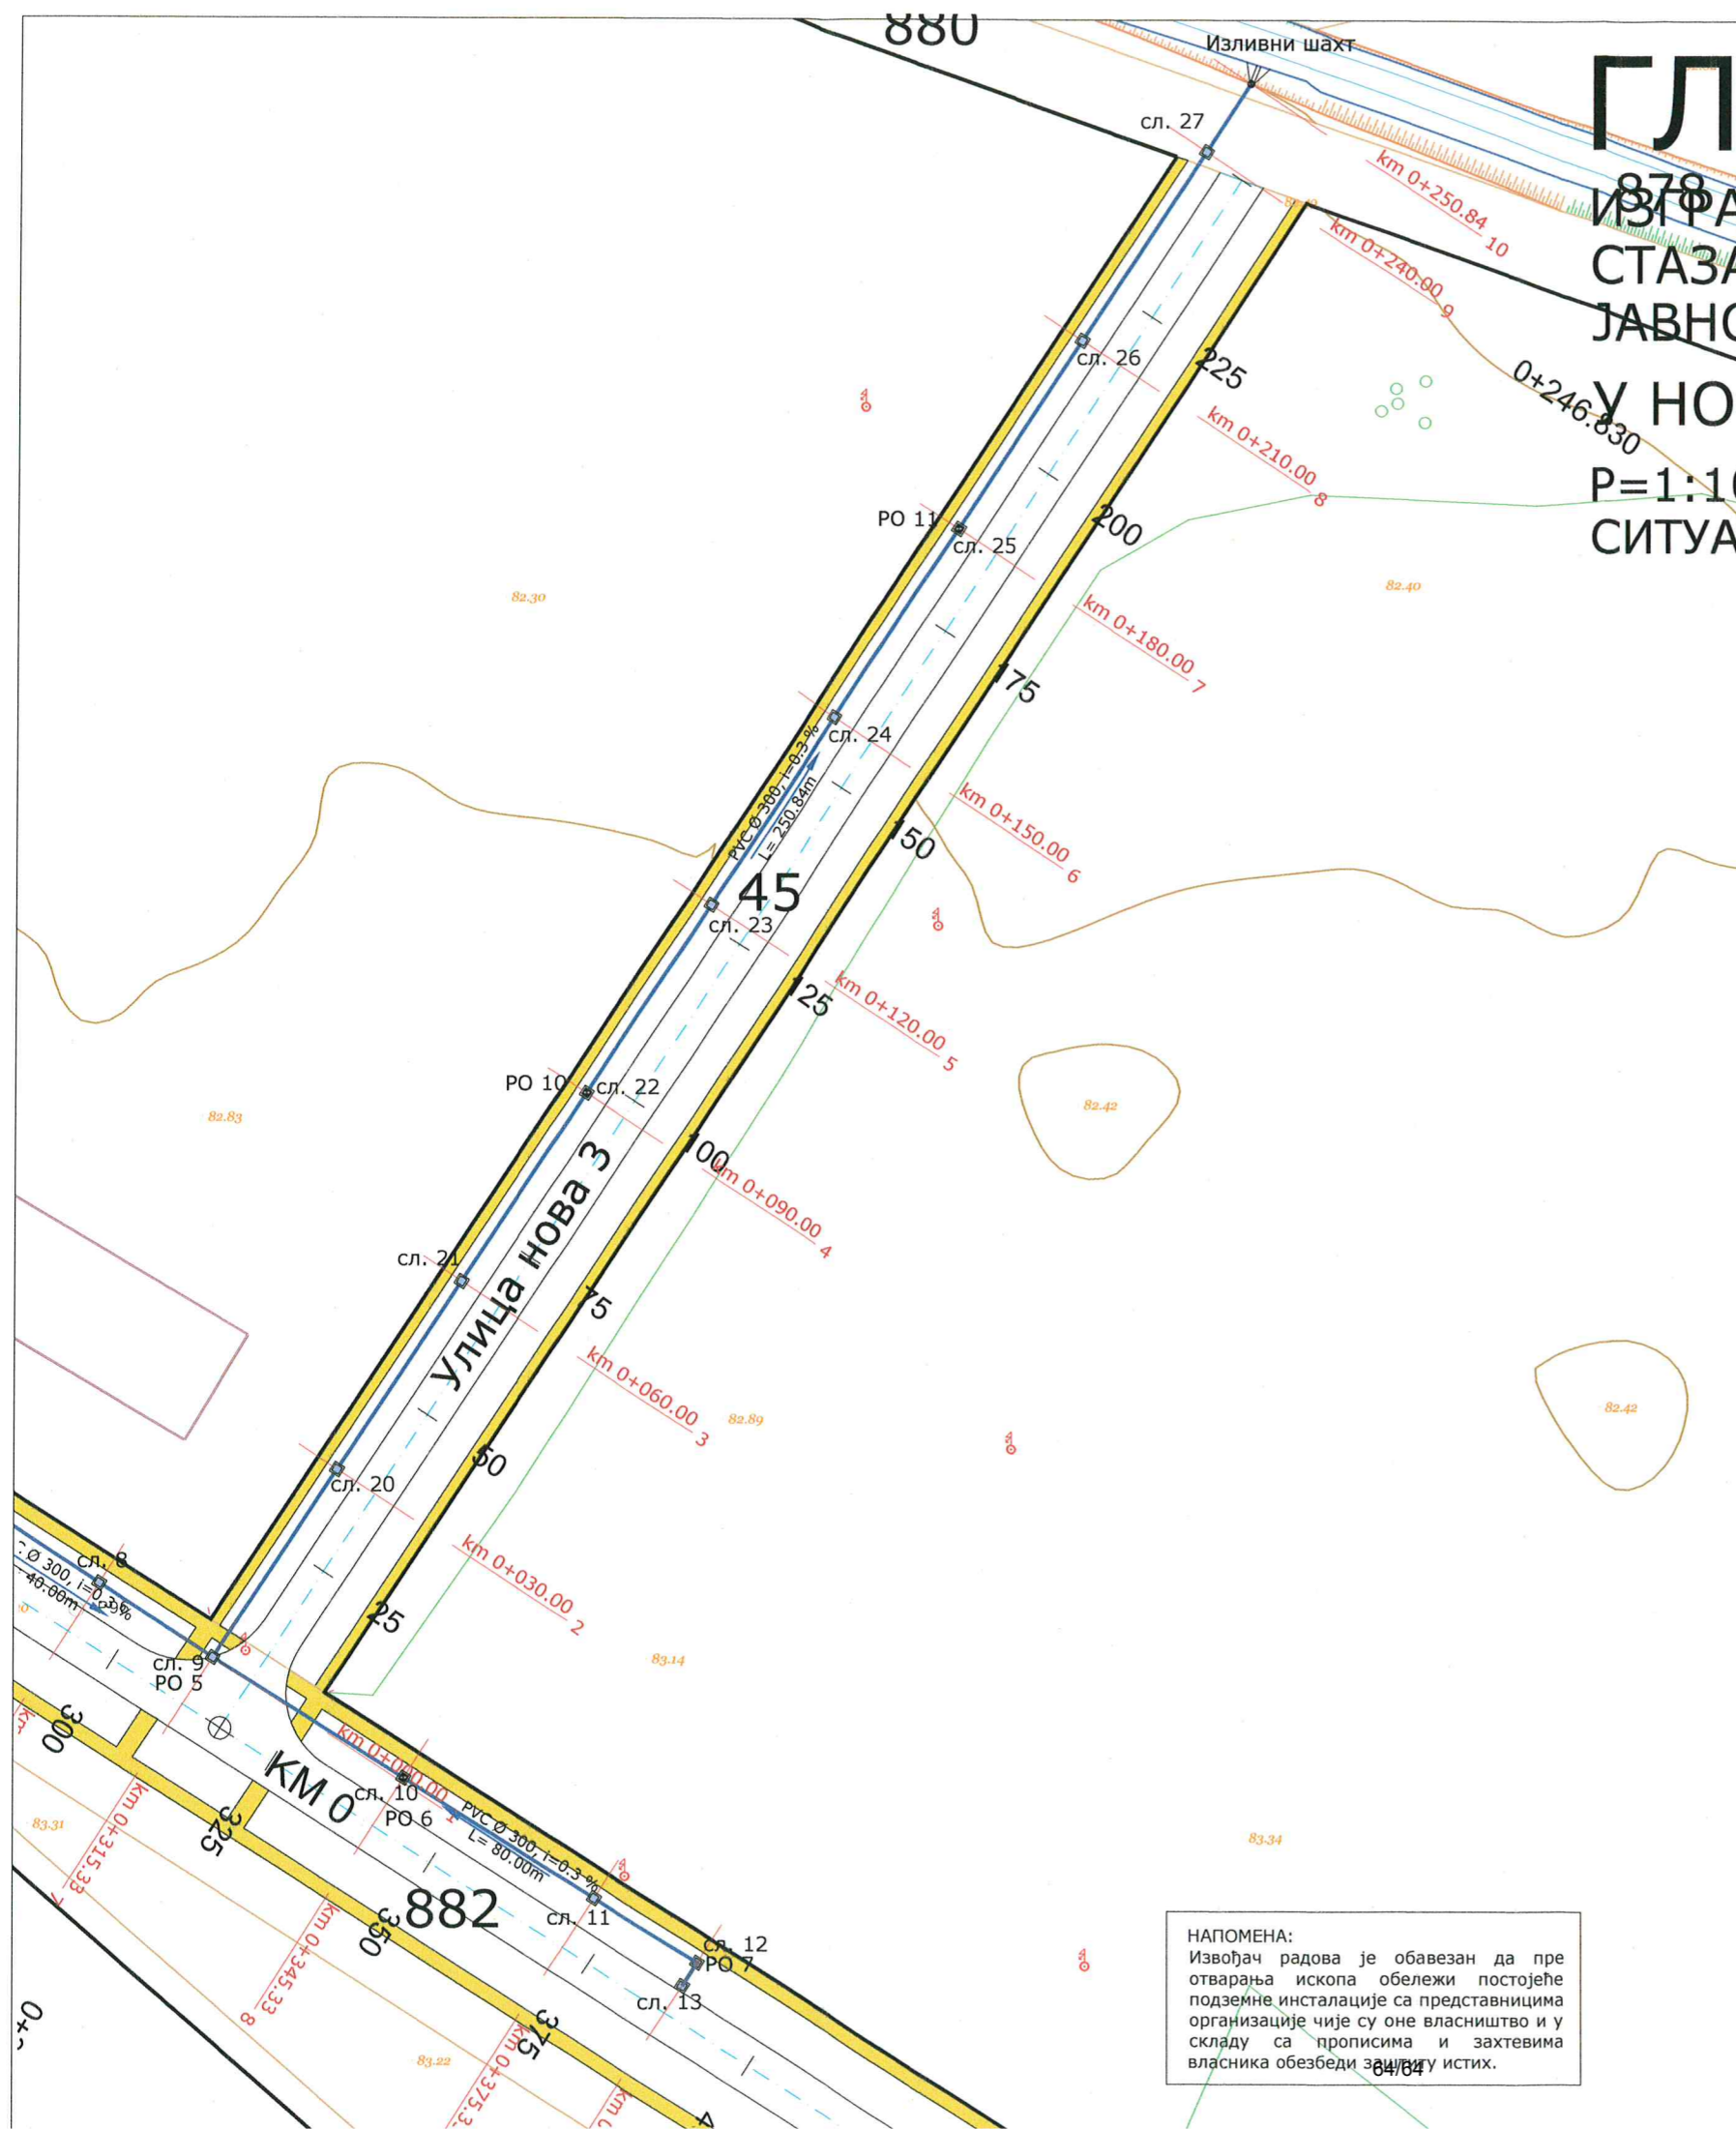 880
Изливни шахт
ГЛ
сл. 27
km 0+250.84
10
878
ИЗГРА
СТАЗА
ЈАВНО
У НО
Р=1:10
СИТУА
km 0+240.00
9
0+246.830
сл. 26
225
km 0+210.00
8
РО 11
сл. 25
200
82.30
82.40
km 0+180.00
7
175
сл. 24
PVC Ø 300, i=0.3 %
L= 250.84m
km 0+150.00
6
150
45
сл. 23
125
km 0+120.00
5
РО 10
сл. 22
82.83
82.42
100
km 0+090.00
4
Улица нова 3
сл. 21
75
km 0+060.00
3
82.89
82.42
50
сл. 20
km 0+030.00
2
сл. 8
Ø 300, i=0.3%
40.00m
25
83.14
сл. 9
РО 5
300
km 0+000.00
1
КМ 0
сл. 10
РО 6
PVC Ø 300, i=0.3 %
L= 80.00m
83.31
km 0+315.33
7
325
83.34
882
350
сл. 11
km 0+345.33
8
сл. 12
РО 7
сл. 13
375
km 0+375.3
83.22
НАПОМЕНА:
Извођач радова је обавезан да пре
отварања ископа обележи постојеће
подземне инсталације са представницима
организације чије су оне власништво и у
складу са прописима и захтевима
власника обезбеди заштиту истих.
64/64